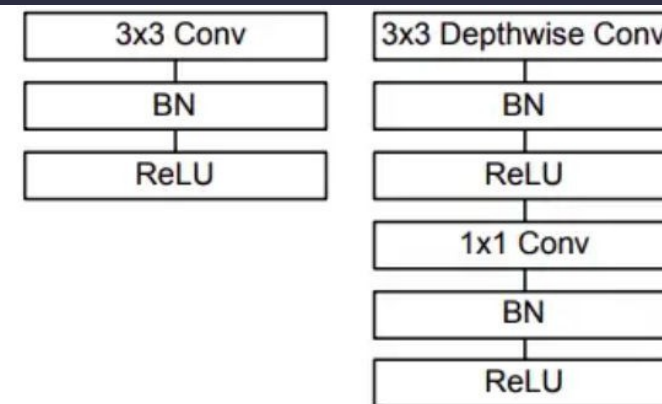 3x3 Conv
BN
ReLU
3x3 Depthwise Conv
BN
ReLU
1x1 Conv
BN
ReLU